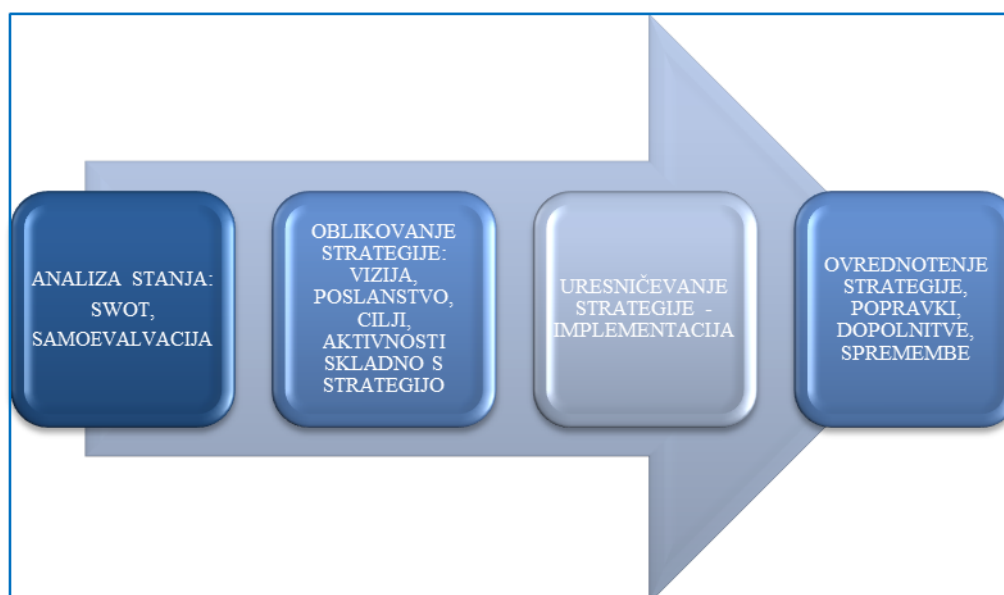 ANALIZA STANJA:
SWOT,
SAMOEVALVACIJA
OBLIKOVANJE
STRATEGIJE:
VIZIJA,
POSLANSTVO,
CILJI,
AKTIVNOSTI
SKLADNO S
STRATEGIJO
URESNIČEVANJE
STRATEGIJE -
IMPLEMENTACIJA
OVREDNOTENJE
STRATEGIJE,
POPRAVKI,
DOPOLNITVE,
SPREMEMBE